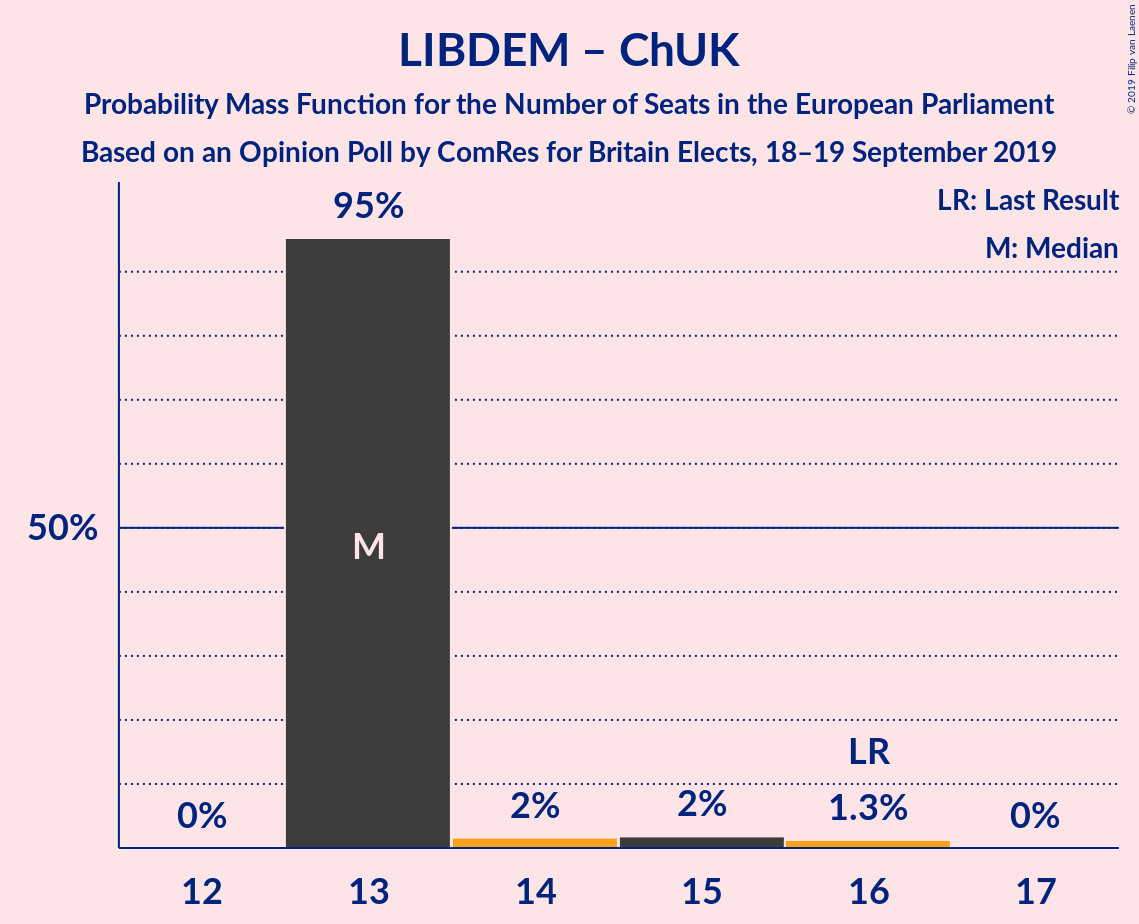 LIBDEM – ChUK
Probability Mass Function for the Number of Seats in the European Parliament
Based on an Opinion Poll by ComRes for Britain Elects, 18–19 September 2019
© 2019 Filip van Laenen
LR: Last Result
M: Median
95%
50%
M
LR
0%
2%
2%
1.3%
0%
12
13
14
15
16
17